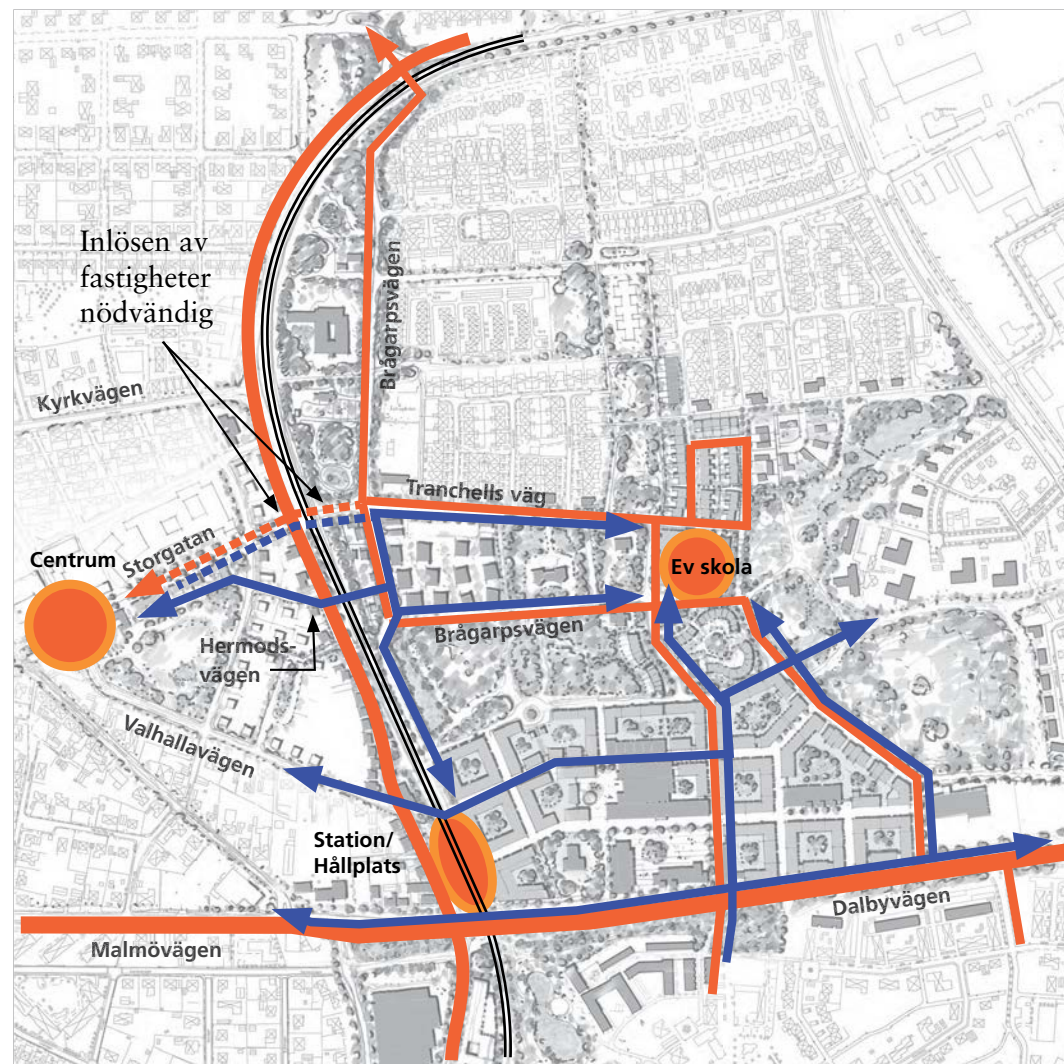 Inlösen av
fastigheter
nödvändig
Brågarpsvägen
Kyrkvägen
Tranchells väg
Storgatan
Centrum
Ev skola
Brågarpsvägen
Hermods-
vägen
Valhallavägen
Station/
Hållplats
Dalbyvägen
Malmövägen